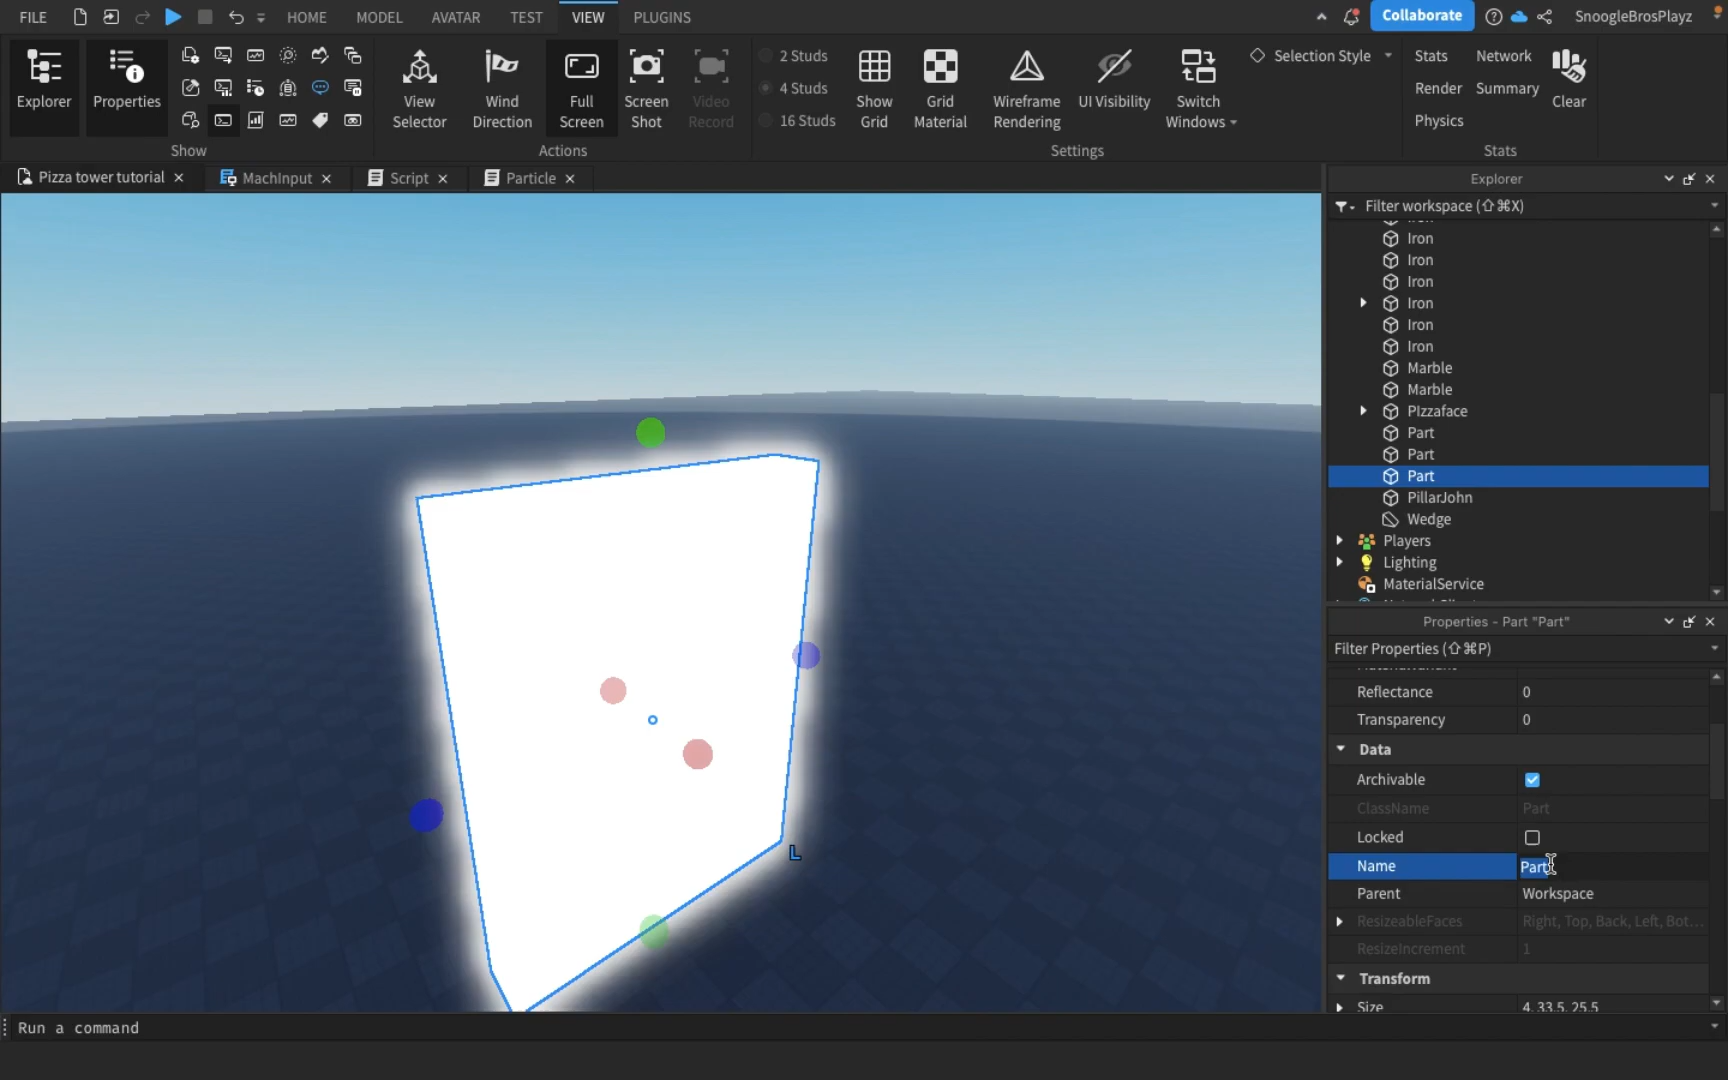 FILE HOME MODEL AVATAR TEST VIEW PLUGINS Collaborate SnoogleBrosPlayz
Explorer
Properties
Show
View Selector
Wind Direction
Full Screen
Screen Shot
Video Record
Actions
2 Studs
4 Studs
16 Studs
Show Grid
Grid Material
Wireframe Rendering
UI Visibility
Switch Windows
Selection Style
Settings
Stats Network
Render Summary
Physics
Clear
Stats
Pizza tower tutorial MachInput Script Particle
L
Explorer
Filter workspace (⇧⌘X)
Iron
Iron
Iron
Iron
Iron
Iron
Marble
Marble
PIzzaface
Part
Part
Part
PillarJohn
Wedge
Players
Lighting
MaterialService
Properties - Part "Part"
Filter Properties (⇧⌘P)
Reflectance 0
Transparency 0
Data
Archivable
ClassName Part
Locked
Name Part
Parent Workspace
ResizeableFaces Right, Top, Back, Left, Bot...
ResizeIncrement 1
Transform
Size 4, 33.5, 25.5
Run a command